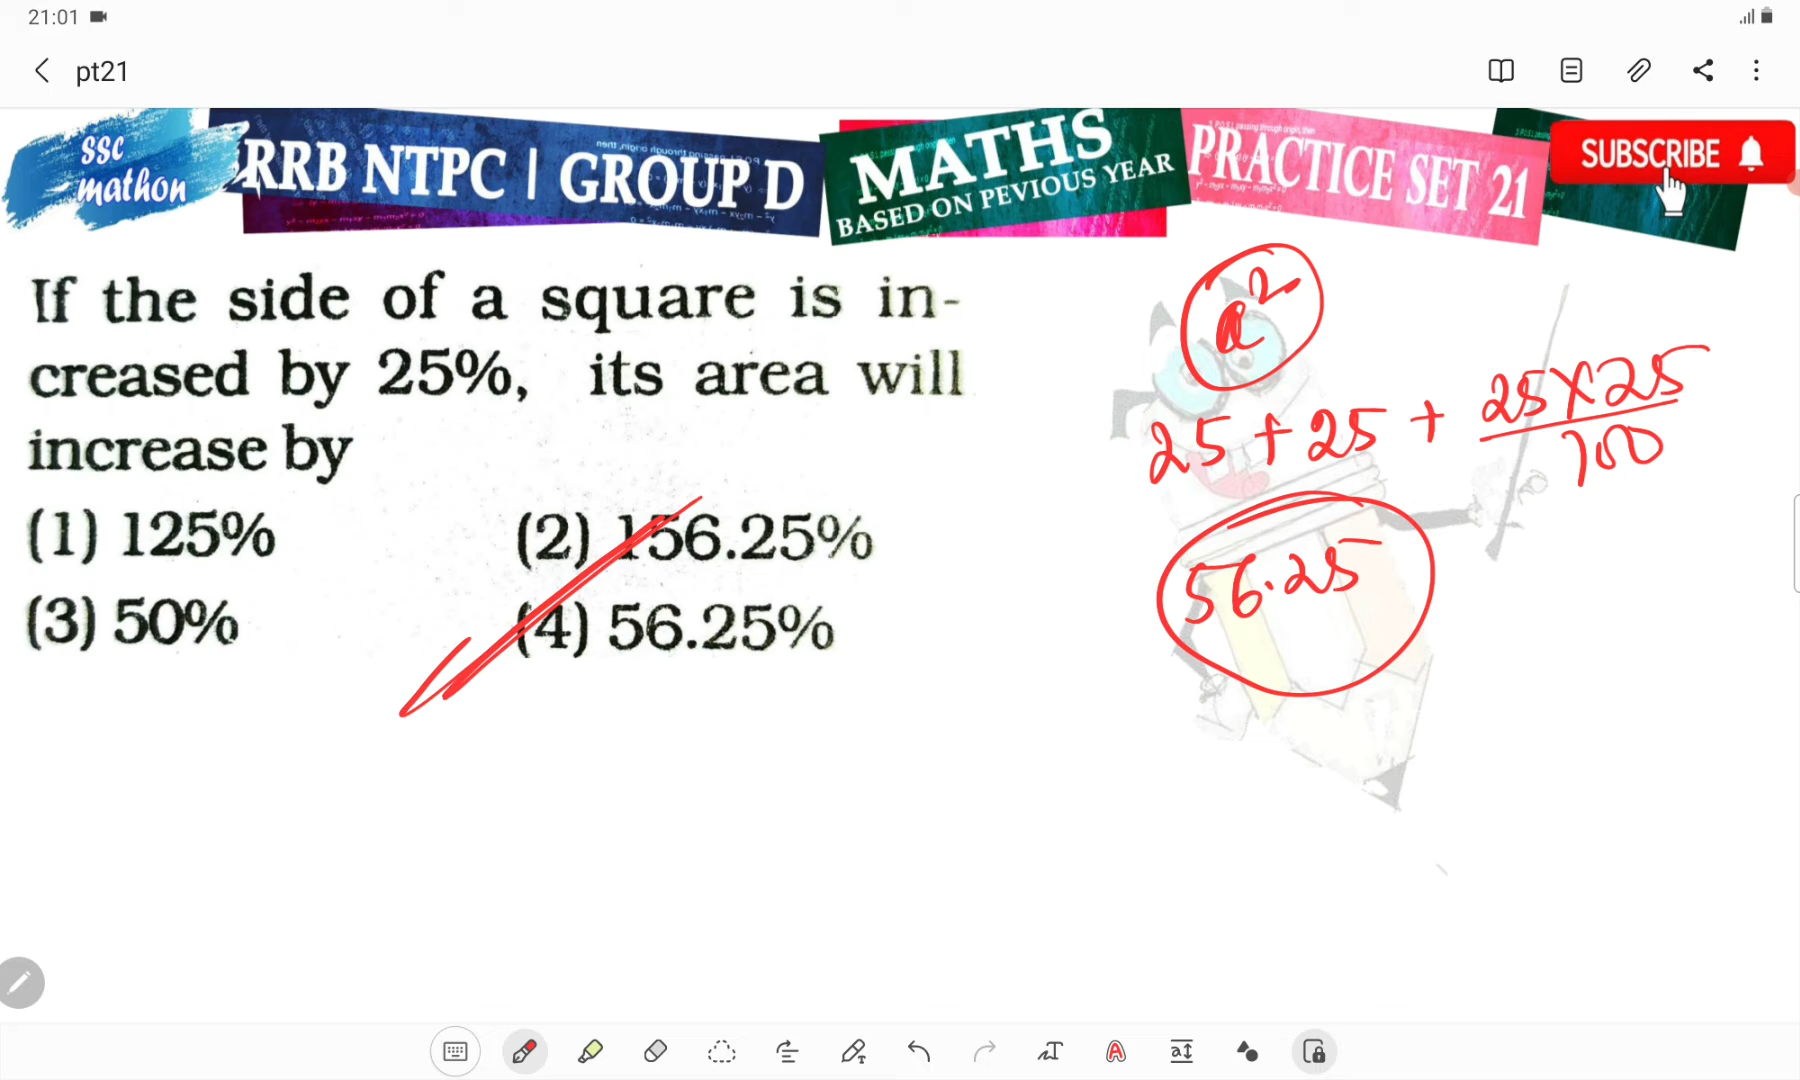 21:01
pt21
SSC
mathon
RRB NTPC | GROUP D
MATHS
BASED ON PEVIOUS YEAR
PRACTICE SET 21
SUBSCRIBE
If the side of a square is in-
creased by 25%, its area will
increase by
(1) 125% (2) 156.25%
(3) 50% (4) 56.25%
a²
25 + 25 + 25×25/100
56.25